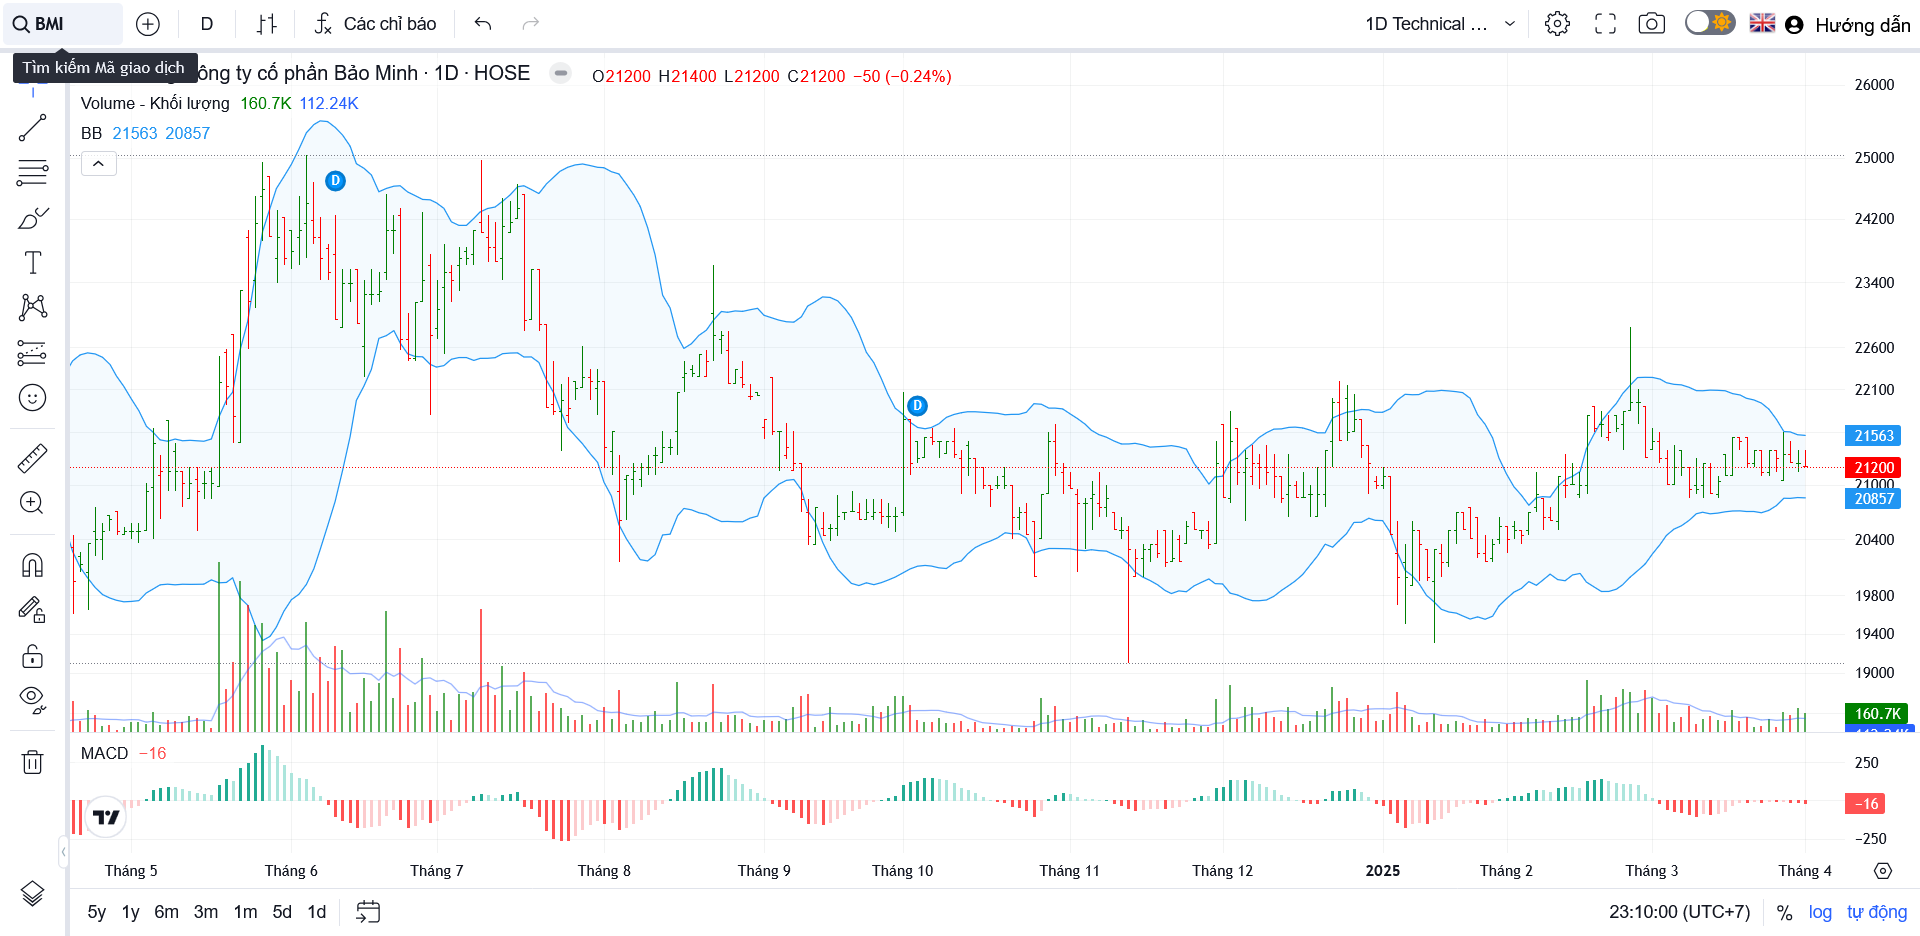 BMI
D
Các chỉ báo
1D Technical ...
Hướng dẫn
Tìm kiếm Mã giao dịch
ông ty cổ phần Bảo Minh · 1D · HOSE
O21200 H21400 L21200 C21200 −50 (−0.24%)
Volume - Khối lượng 160.7K 112.24K
BB 21563 20857
D
D
26000
25000
24200
23400
22600
22100
21563
21200
21000
20857
20400
19800
19400
19000
160.7K
MACD −16
250
−16
−250
Tháng 5
Tháng 6
Tháng 7
Tháng 8
Tháng 9
Tháng 10
Tháng 11
Tháng 12
2025
Tháng 2
Tháng 3
Tháng 4
5y 1y 6m 3m 1m 5d 1d
23:10:00 (UTC+7)
% log tự động